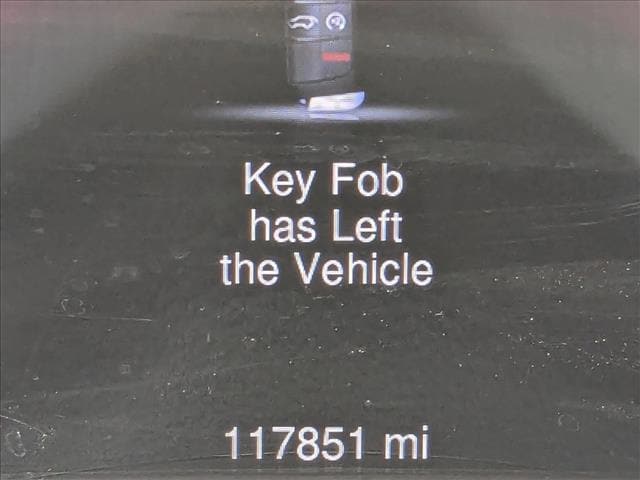 Key Fob
has Left
the Vehicle
117851 mi